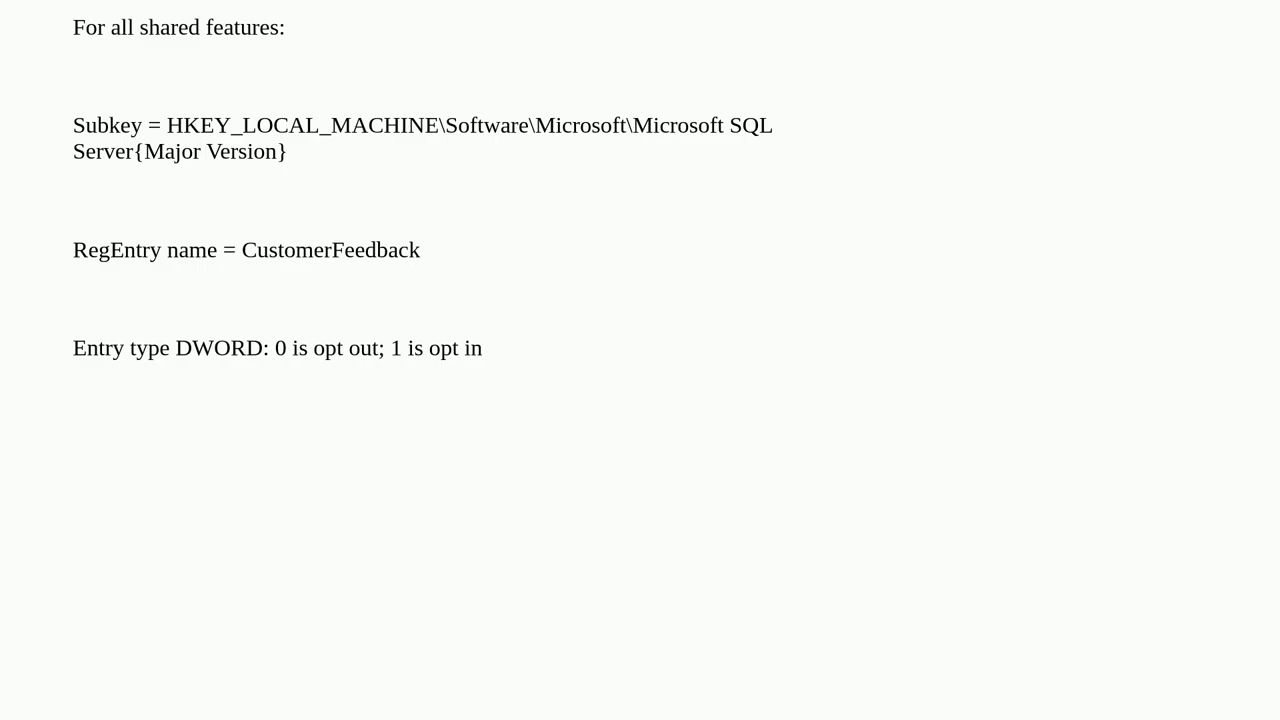 For all shared features:
Subkey = HKEY_LOCAL_MACHINE\Software\Microsoft\Microsoft SQL
Server{Major Version}
RegEntry name = CustomerFeedback
Entry type DWORD: 0 is opt out; 1 is opt in